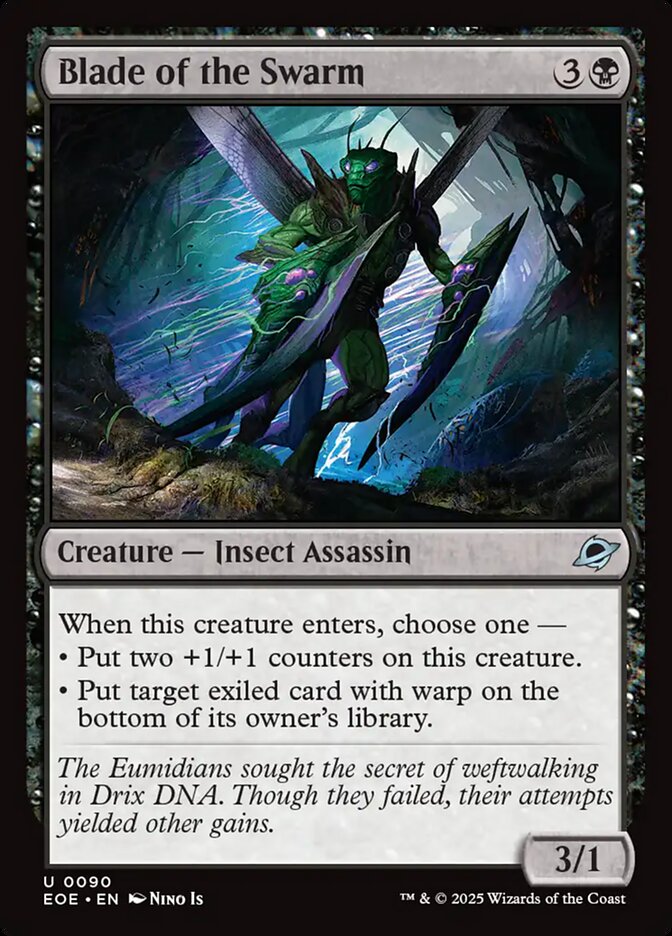 Blade of the Swarm 3
Creature — Insect Assassin
When this creature enters, choose one —
• Put two +1/+1 counters on this creature.
• Put target exiled card with warp on the
bottom of its owner's library.
The Eumidians sought the secret of weftwalking
in Drix DNA. Though they failed, their attempts
yielded other gains.
3/1
U 0090
EOE • EN Nino Is
™ & © 2025 Wizards of the Coast